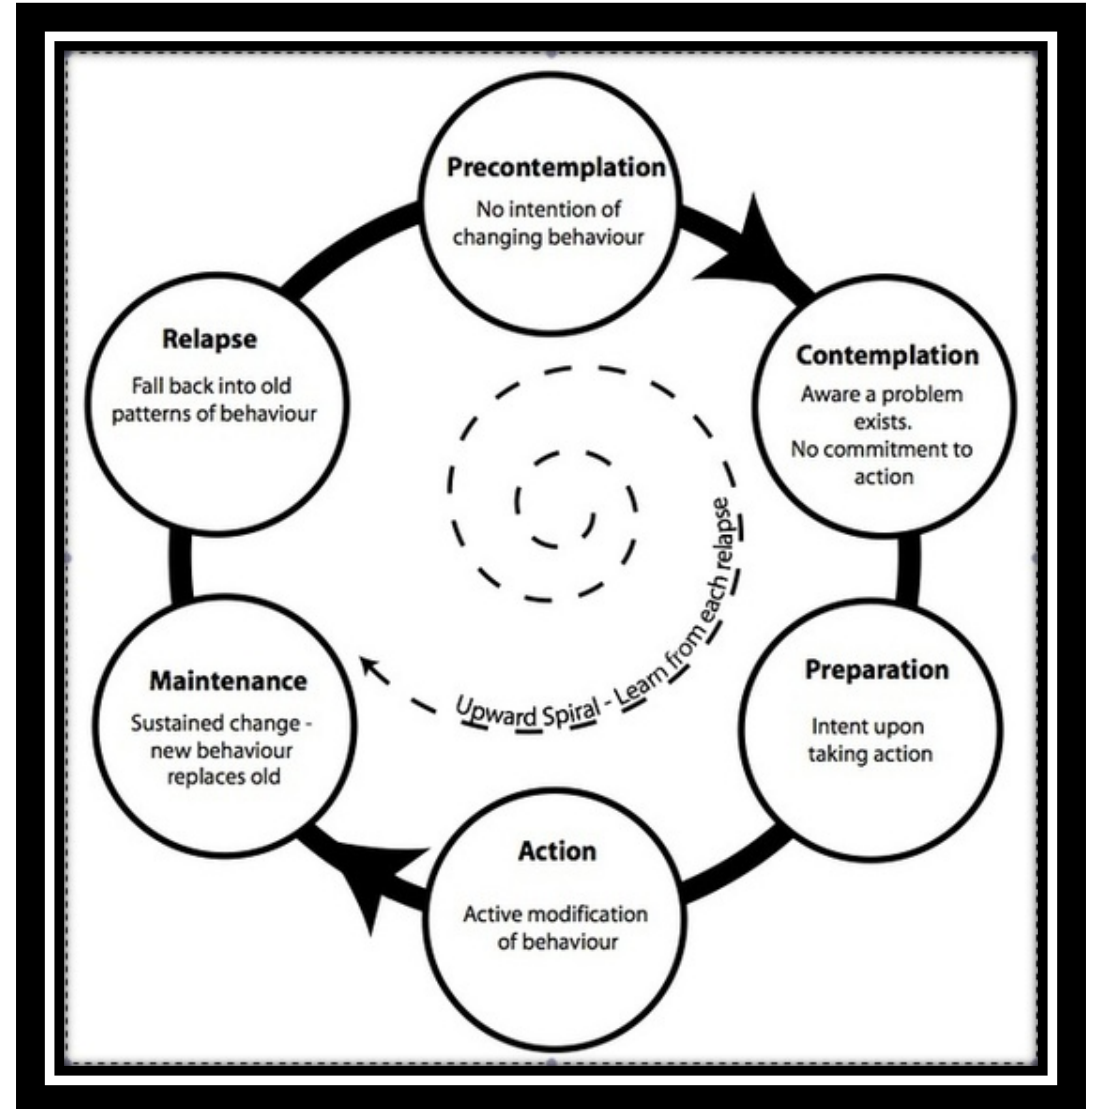 Precontemplation
No intention of
changing behaviour
Contemplation
Aware a problem
exists.
No commitment to
action
Preparation
Intent upon
taking action
Action
Active modification
of behaviour
Maintenance
Sustained change -
new behaviour
replaces old
Relapse
Fall back into old
patterns of behaviour
Upward Spiral - Learn from each relapse